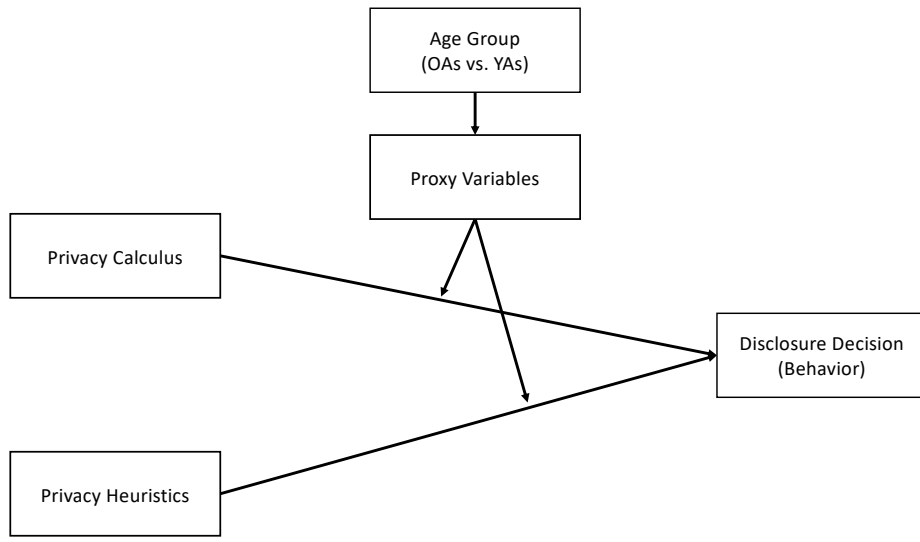 Age Group
(OAs vs. YAs)
Proxy Variables
Privacy Calculus
Disclosure Decision
(Behavior)
Privacy Heuristics